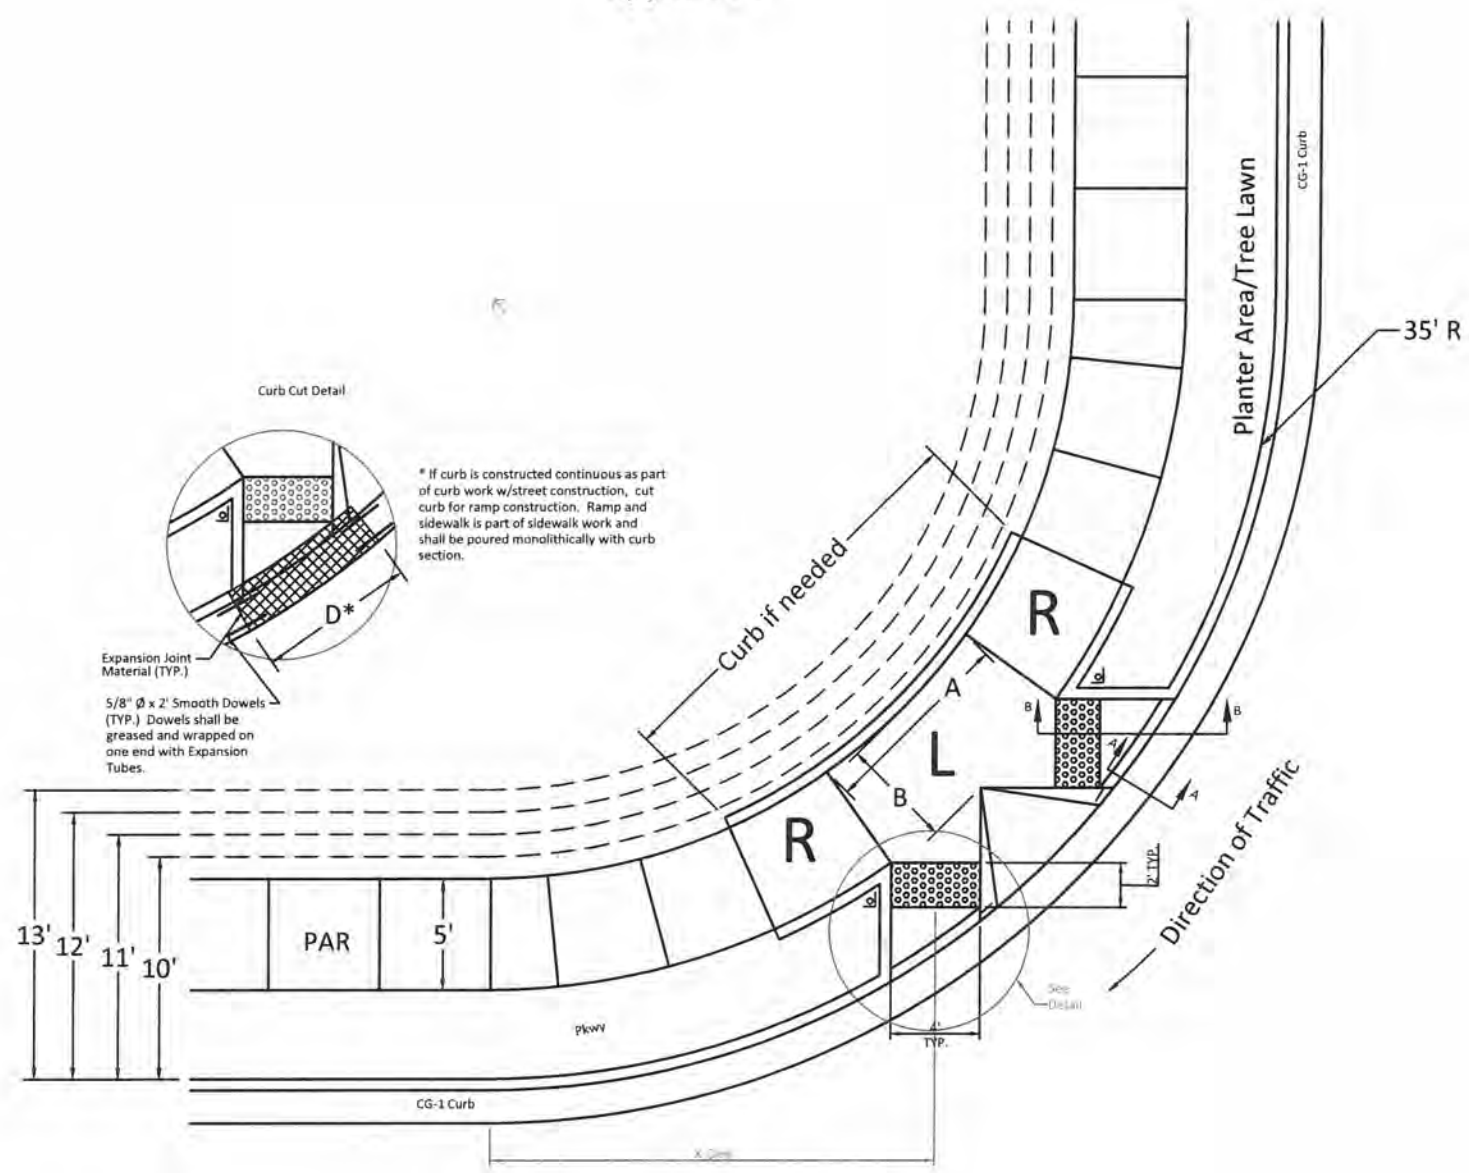 CG-1 Curb
Planter Area/Tree Lawn
35' R
Curb Cut Detail
* If curb is constructed continuous as part
of curb work w/street construction, cut
curb for ramp construction. Ramp and
sidewalk is part of sidewalk work and
shall be poured monolithically with curb
section.
D*
Expansion Joint
Material (TYP.)
5/8" Ø x 2' Smooth Dowels
(TYP.) Dowels shall be
greased and wrapped on
one end with Expansion
Tubes.
Curb if needed
R
A
B
B
L
A
A
B
R
2' TYP.
Direction of Traffic
13'
12'
11'
10'
PAR
5'
See
Detail
Pkwy
4'
TYP.
CG-1 Curb